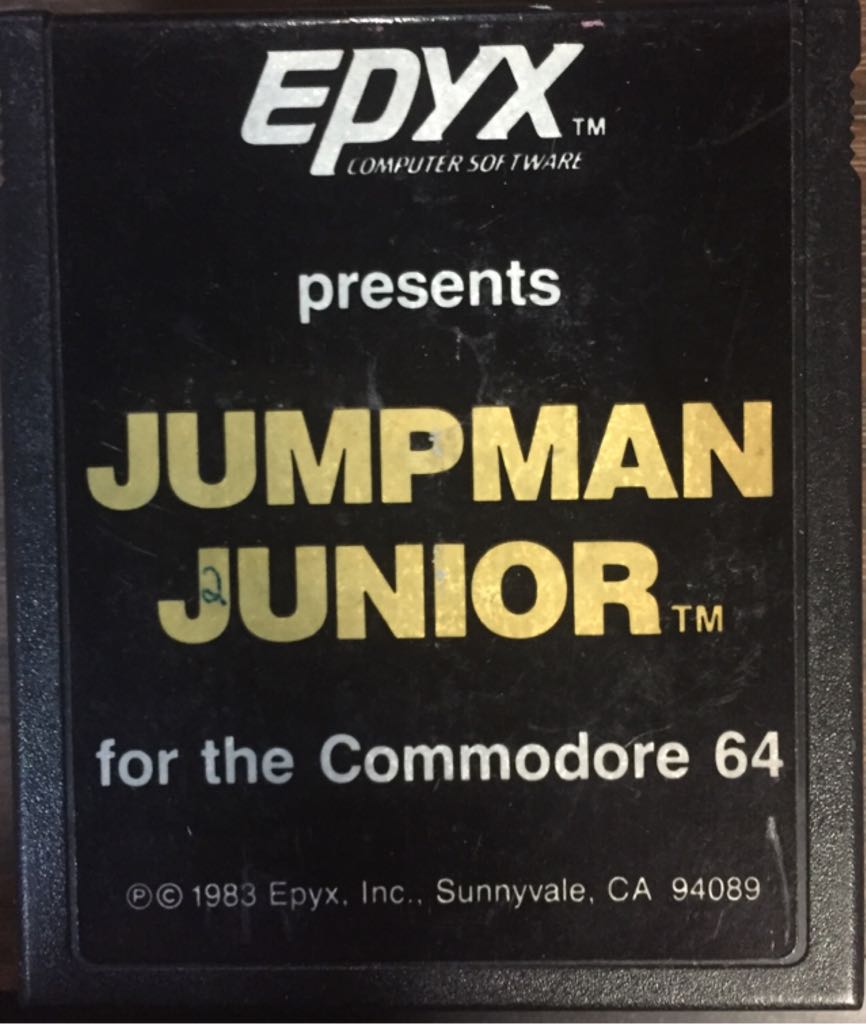 EPYX™
COMPUTER SOFTWARE
presents
JUMPMAN
JUNIOR™
2
for the Commodore 64
℗© 1983 Epyx, Inc., Sunnyvale, CA 94089